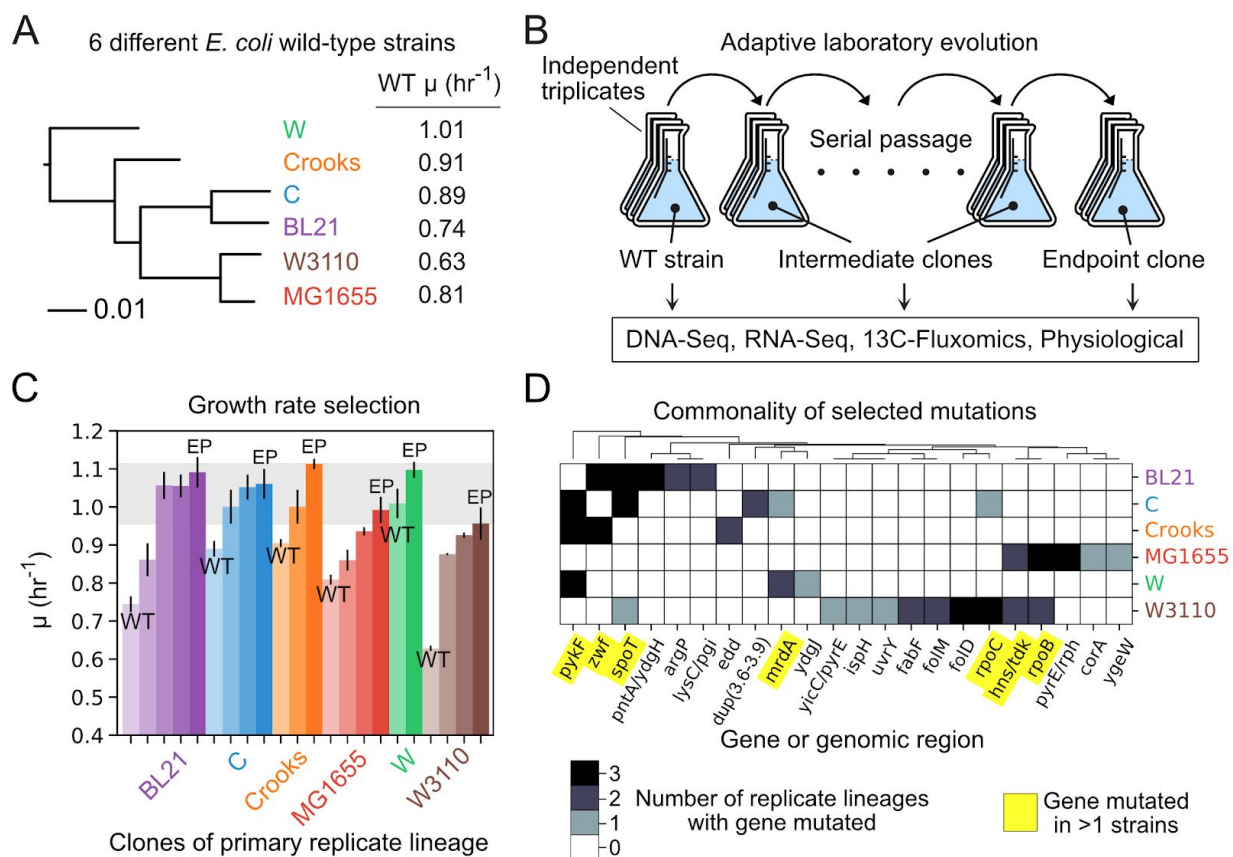 A
6 different E. coli wild-type strains
WT µ (hr-1)
W 1.01
Crooks 0.91
C 0.89
BL21 0.74
W3110 0.63
MG1655 0.81
0.01
B
Adaptive laboratory evolution
Independent
triplicates
Serial passage
WT strain
Intermediate clones
Endpoint clone
DNA-Seq, RNA-Seq, 13C-Fluxomics, Physiological
C
Growth rate selection
µ (hr-1)
1.2
1.1
1.0
0.9
0.8
0.7
0.6
0.5
0.4
WT
EP
WT
EP
WT
EP
WT
EP
WT
EP
WT
EP
BL21
C
Crooks
MG1655
W
W3110
Clones of primary replicate lineage
D
Commonality of selected mutations
BL21
C
Crooks
MG1655
W
W3110
pykF
zwf
spoT
pntA/ydgH
argP
lysC/pgi
edd
dup(3.6-3.9)
mrdA
ydgJ
yicC/pyrE
ispH
uvrY
fabF
folM
folD
rpoC
hns/tdk
rpoB
pyrE/rph
corA
ygeW
Gene or genomic region
3
2
1
0
Number of replicate lineages
with gene mutated
Gene mutated
in >1 strains